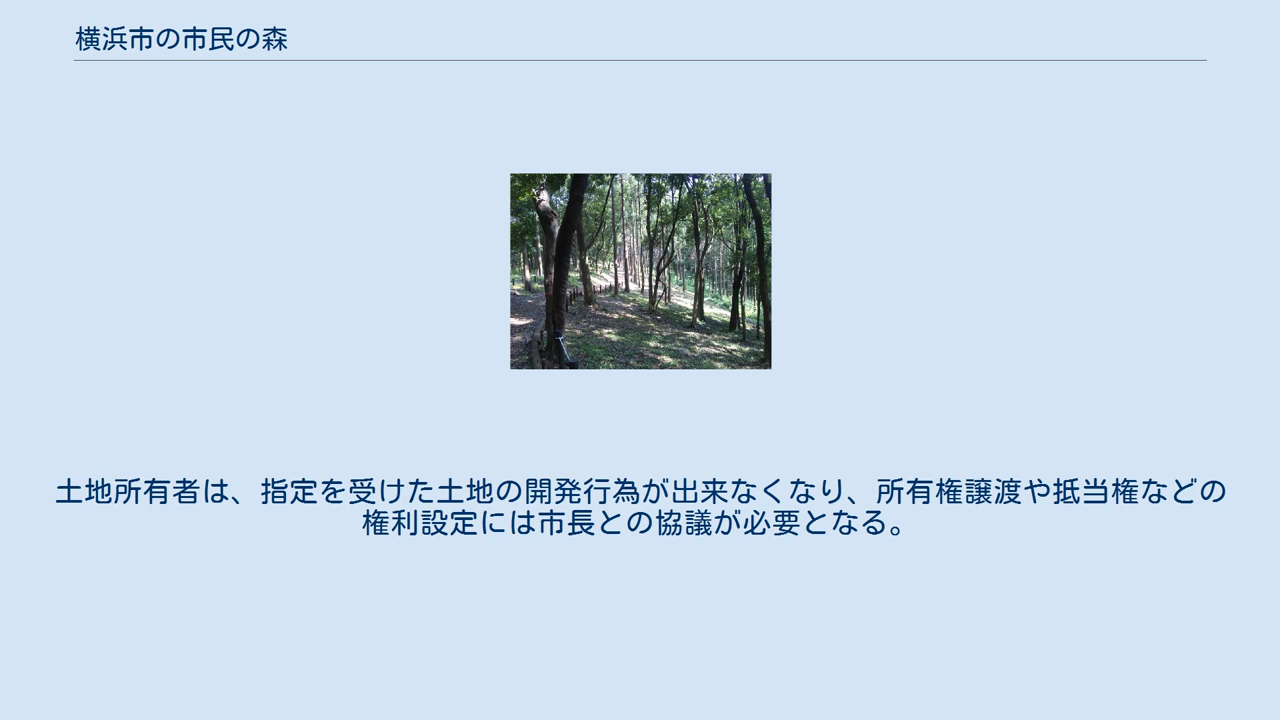 横浜市の市民の森
土地所有者は、指定を受けた土地の開発行為が出来なくなり、所有権譲渡や抵当権などの
権利設定には市長との協議が必要となる。